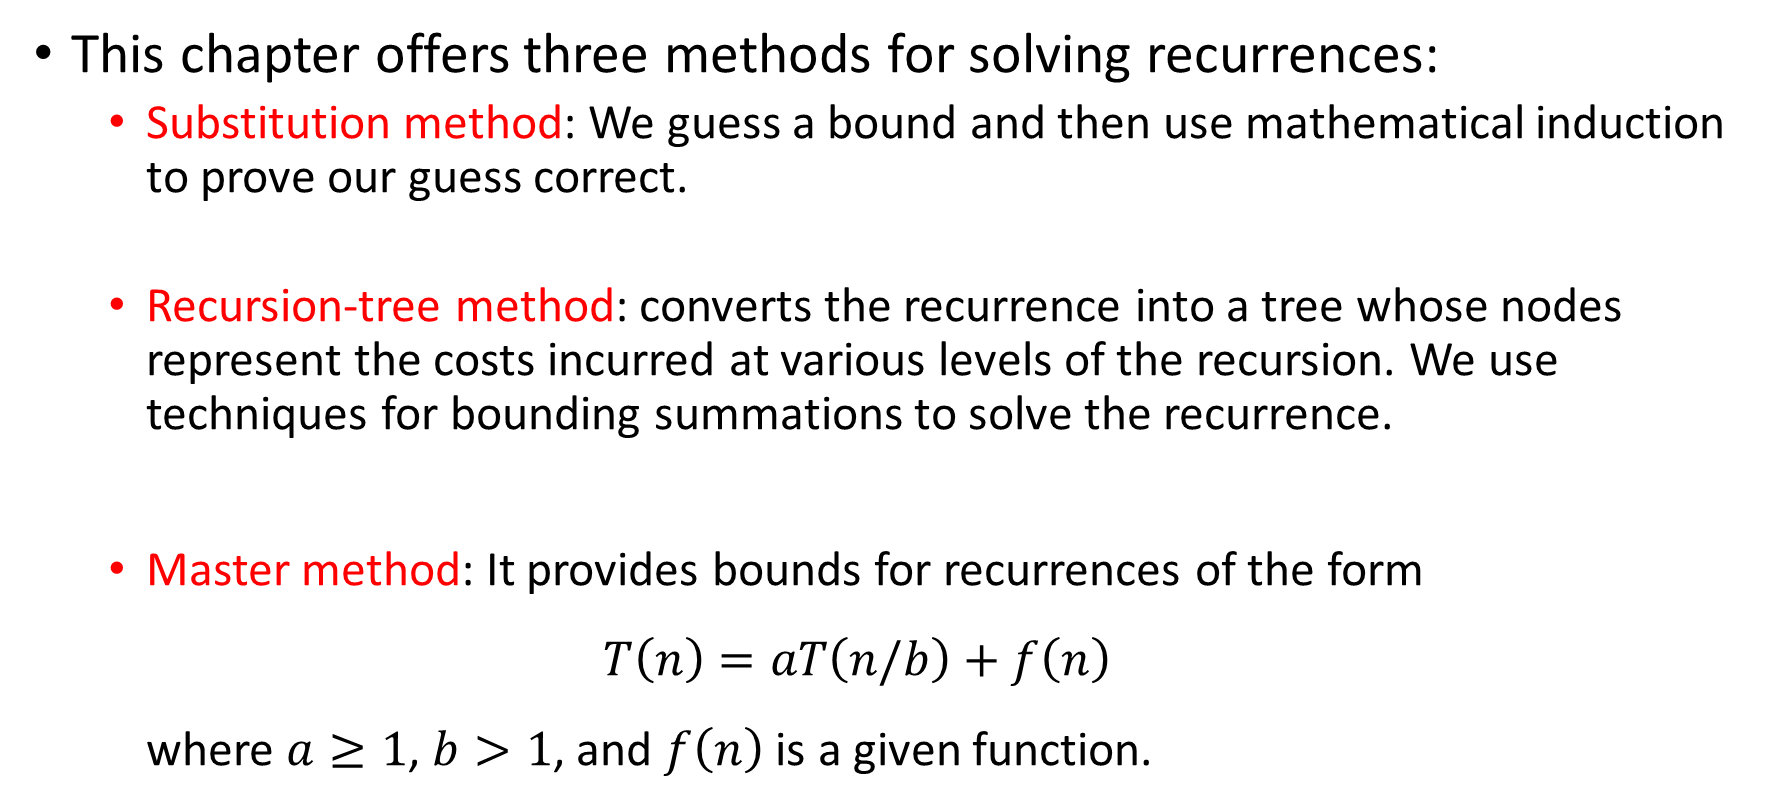 • This chapter offers three methods for solving recurrences:
• Substitution method: We guess a bound and then use mathematical induction
to prove our guess correct.
• Recursion-tree method: converts the recurrence into a tree whose nodes
represent the costs incurred at various levels of the recursion. We use
techniques for bounding summations to solve the recurrence.
• Master method: It provides bounds for recurrences of the form
T(n) = aT(n/b) + f(n)
where a ≥ 1, b > 1, and f(n) is a given function.